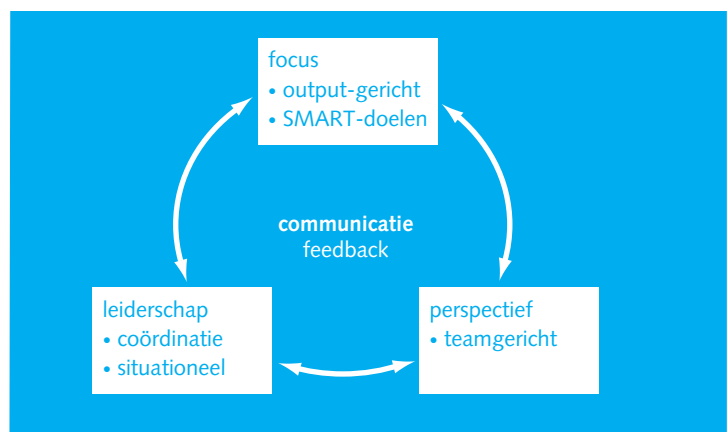 focus
• output-gericht
• SMART-doelen
communicatie
feedback
leiderschap
• coördinatie
• situationeel
perspectief
• teamgericht